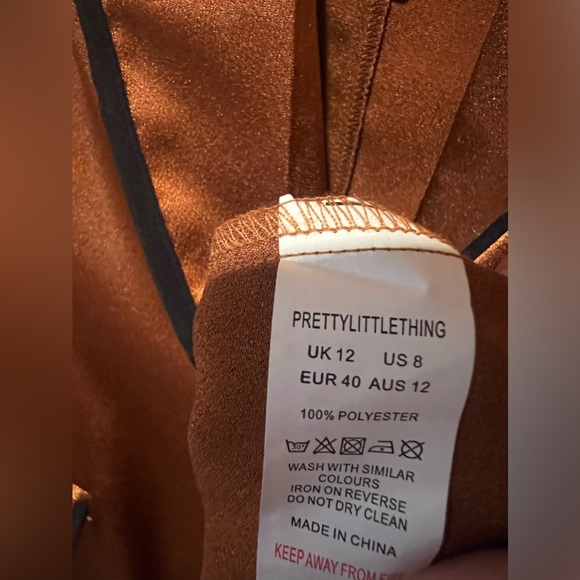 PRETTYLITTLETHING
UK 12 US 8
EUR 40 AUS 12
100% POLYESTER
WASH WITH SIMILAR
COLOURS
IRON ON REVERSE
DO NOT DRY CLEAN
MADE IN CHINA
KEEP AWAY FROM